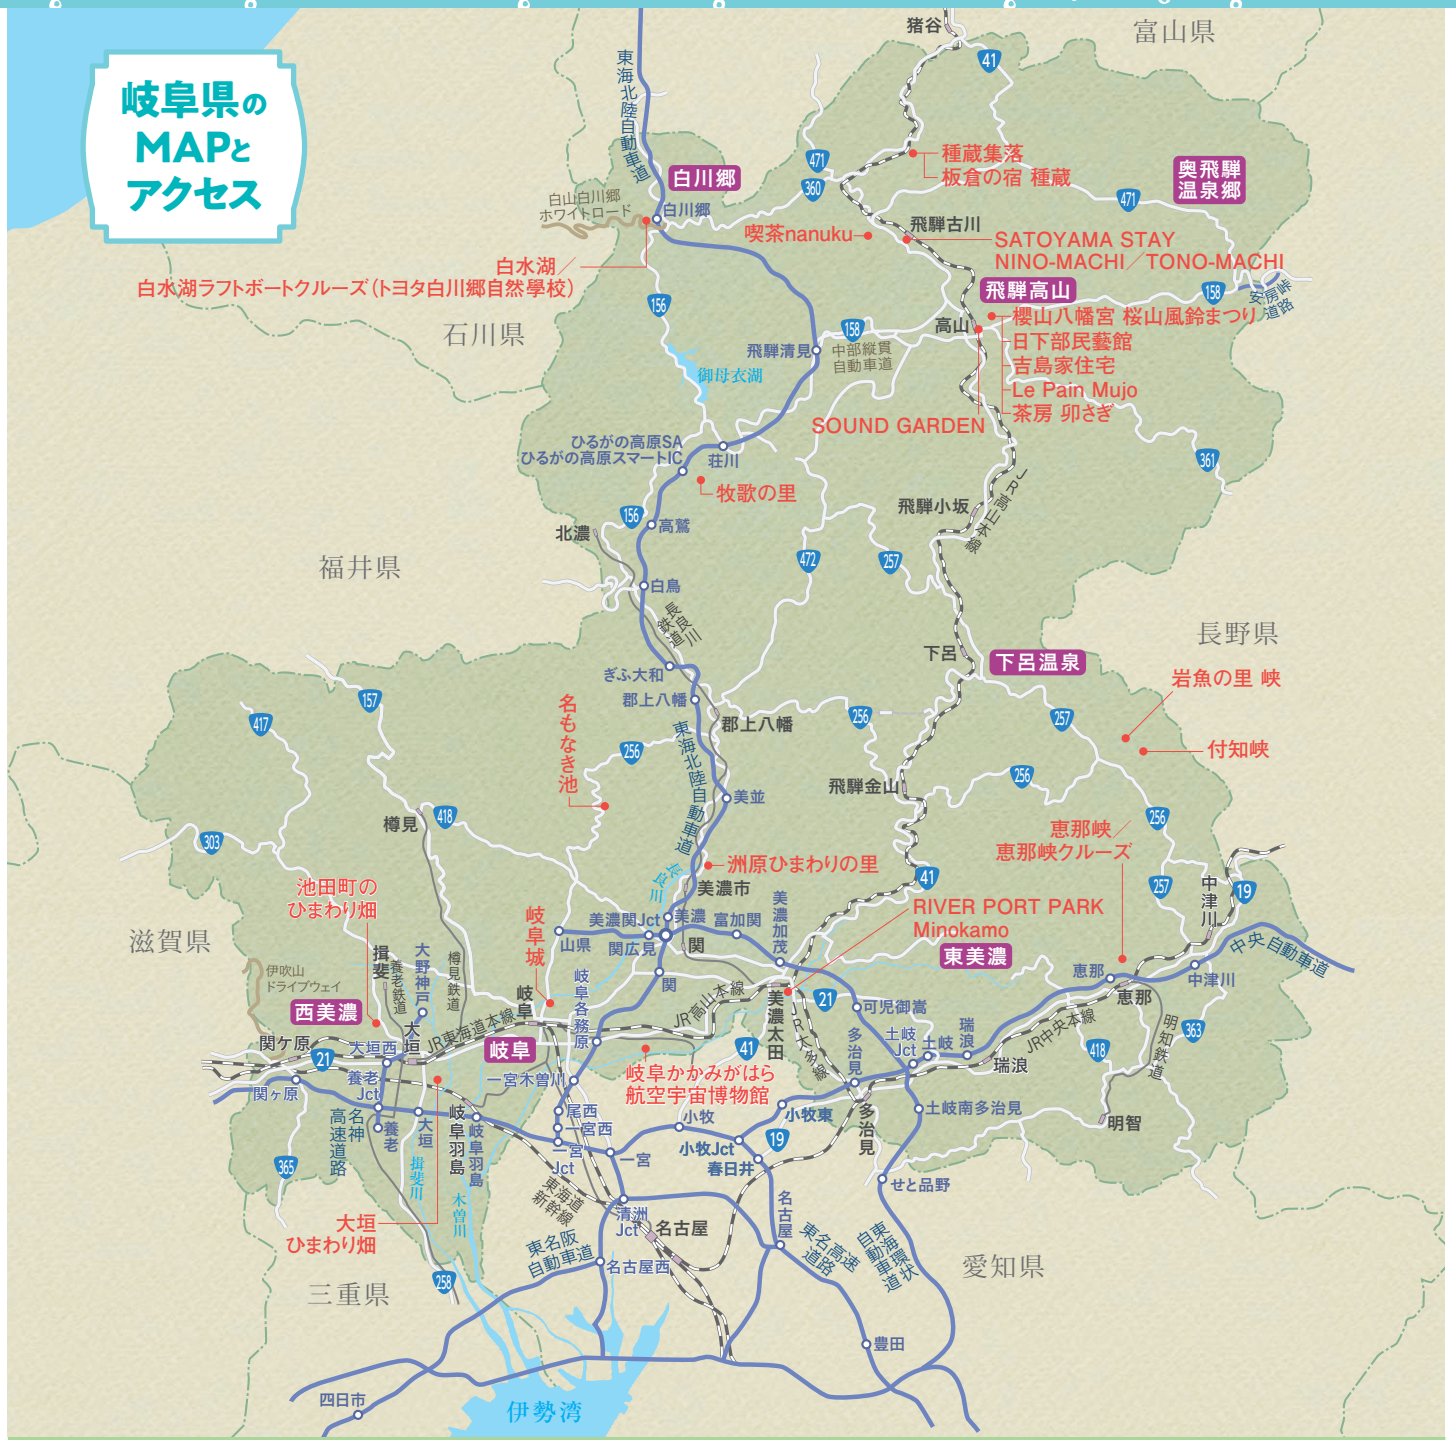 岐阜県の
MAPと
アクセス
富山県
猪谷
41
東海北陸自動車道
種蔵集落
板倉の宿 種蔵
奥飛騨
温泉郷
471
360
471
白川郷
白山白川郷
ホワイトロード
白川郷
飛騨古川
喫茶nanuku
SATOYAMA STAY
NINO-MACHI／TONO-MACHI
白水湖／
白水湖ラフトボートクルーズ（トヨタ白川郷自然學校）
飛騨高山
158
安房峠
道路
156
石川県
158
高山
櫻山八幡宮 桜山風鈴まつり
日下部民藝館
吉島家住宅
Le Pain Mujo
茶房 卯さぎ
飛騨清見
中部縦貫
自動車道
御母衣湖
SOUND GARDEN
ひるがの高原SA
ひるがの高原スマートIC
荘川
361
牧歌の里
JR高山本線
飛騨小坂
156
高鷲
北濃
福井県
472
257
白鳥
長良川
鉄道
長野県
下呂
下呂温泉
ぎふ大和
岩魚の里 峡
郡上八幡
157
417
名もなき池
256
郡上八幡
256
257
付知峡
東海北陸自動車道
256
飛騨金山
美並
樽見
418
256
303
恵那峡／
恵那峡クルーズ
洲原ひまわりの里
長良川
41
257
19
中津川
池田町の
ひまわり畑
美濃市
RIVER PORT PARK
Minokamo
岐阜城
美濃関Jct
美濃
富加関
美濃加茂
滋賀県
山県
関広見
関
東美濃
中央自動車道
揖斐
養老鉄道
大野神戸
樽見鉄道
伊吹山
ドライブウェイ
恵那
中津川
西美濃
岐阜
岐阜各務原
関
JR高山本線
美濃太田
21
可児御嵩
恵那
関ケ原
大垣
JR東海道本線
岐阜
41
JR太多線
多治見
土岐
Jct
土岐
瑞浪
JR中央本線
明知鉄道
363
21
大垣西
瑞浪
418
関ヶ原
養老
Jct
一宮木曽川
岐阜かかみがはら
航空宇宙博物館
名神
高速道路
養老
大垣
岐阜羽島
岐阜羽島
尾西
一宮西
小牧
小牧東
多治見
土岐南多治見
明智
一宮
Jct
一宮
小牧Jct
19
春日井
365
揖斐川
木曽川
せと品野
東海道
新幹線
大垣
ひまわり畑
清洲
Jct
名古屋
名古屋
東名阪
自動車道
東名高速
道路
東海環状
自動車道
名古屋西
愛知県
258
三重県
豊田
四日市
伊勢湾